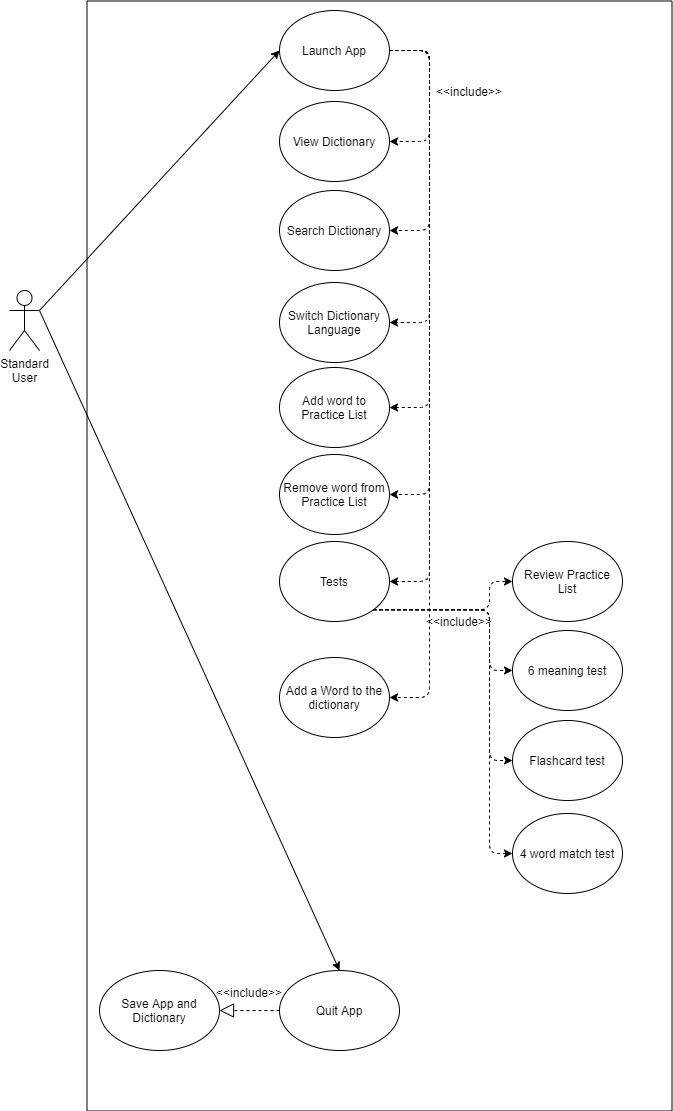 Launch App
<<include>>
View Dictionary
Search Dictionary
Switch Dictionary
Language
Standard
User
Add word to
Practice List
Remove word from
Practice List
Tests
Review Practice
List
<<include>>
6 meaning test
Add a Word to the
dictionary
Flashcard test
4 word match test
<<include>>
Save App and
Dictionary
Quit App